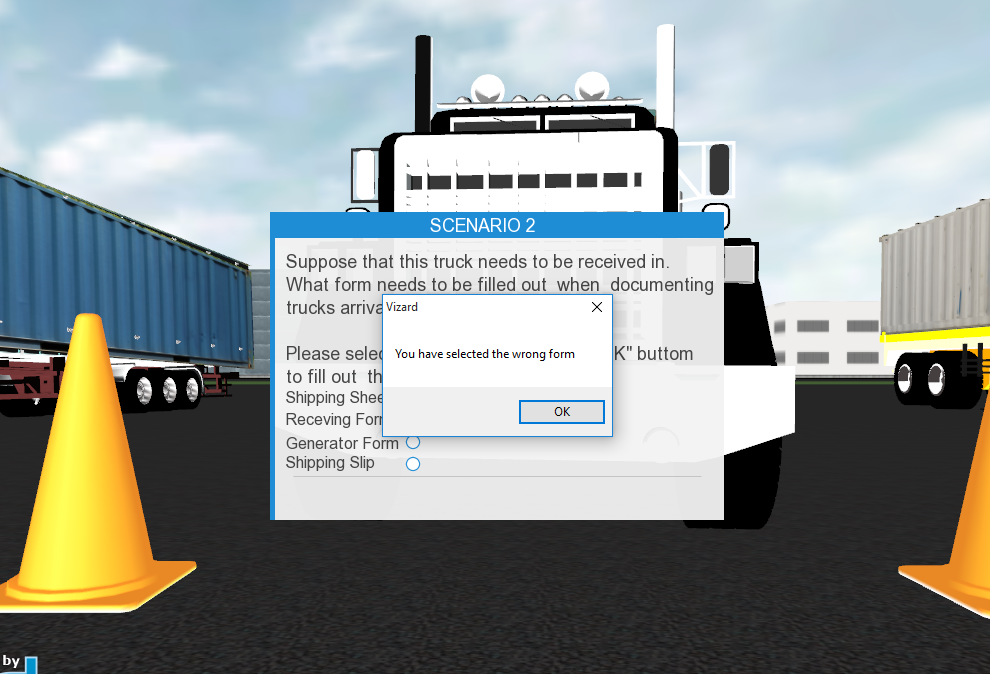 SCENARIO 2
Suppose that this truck needs to be received in.
What form needs to be filled out when documenting
trucks arriva
Vizard
You have selected the wrong form
OK
Please selec K" buttom
to fill out th
Shipping Shee
Receving For
Generator Form
Shipping Slip
by